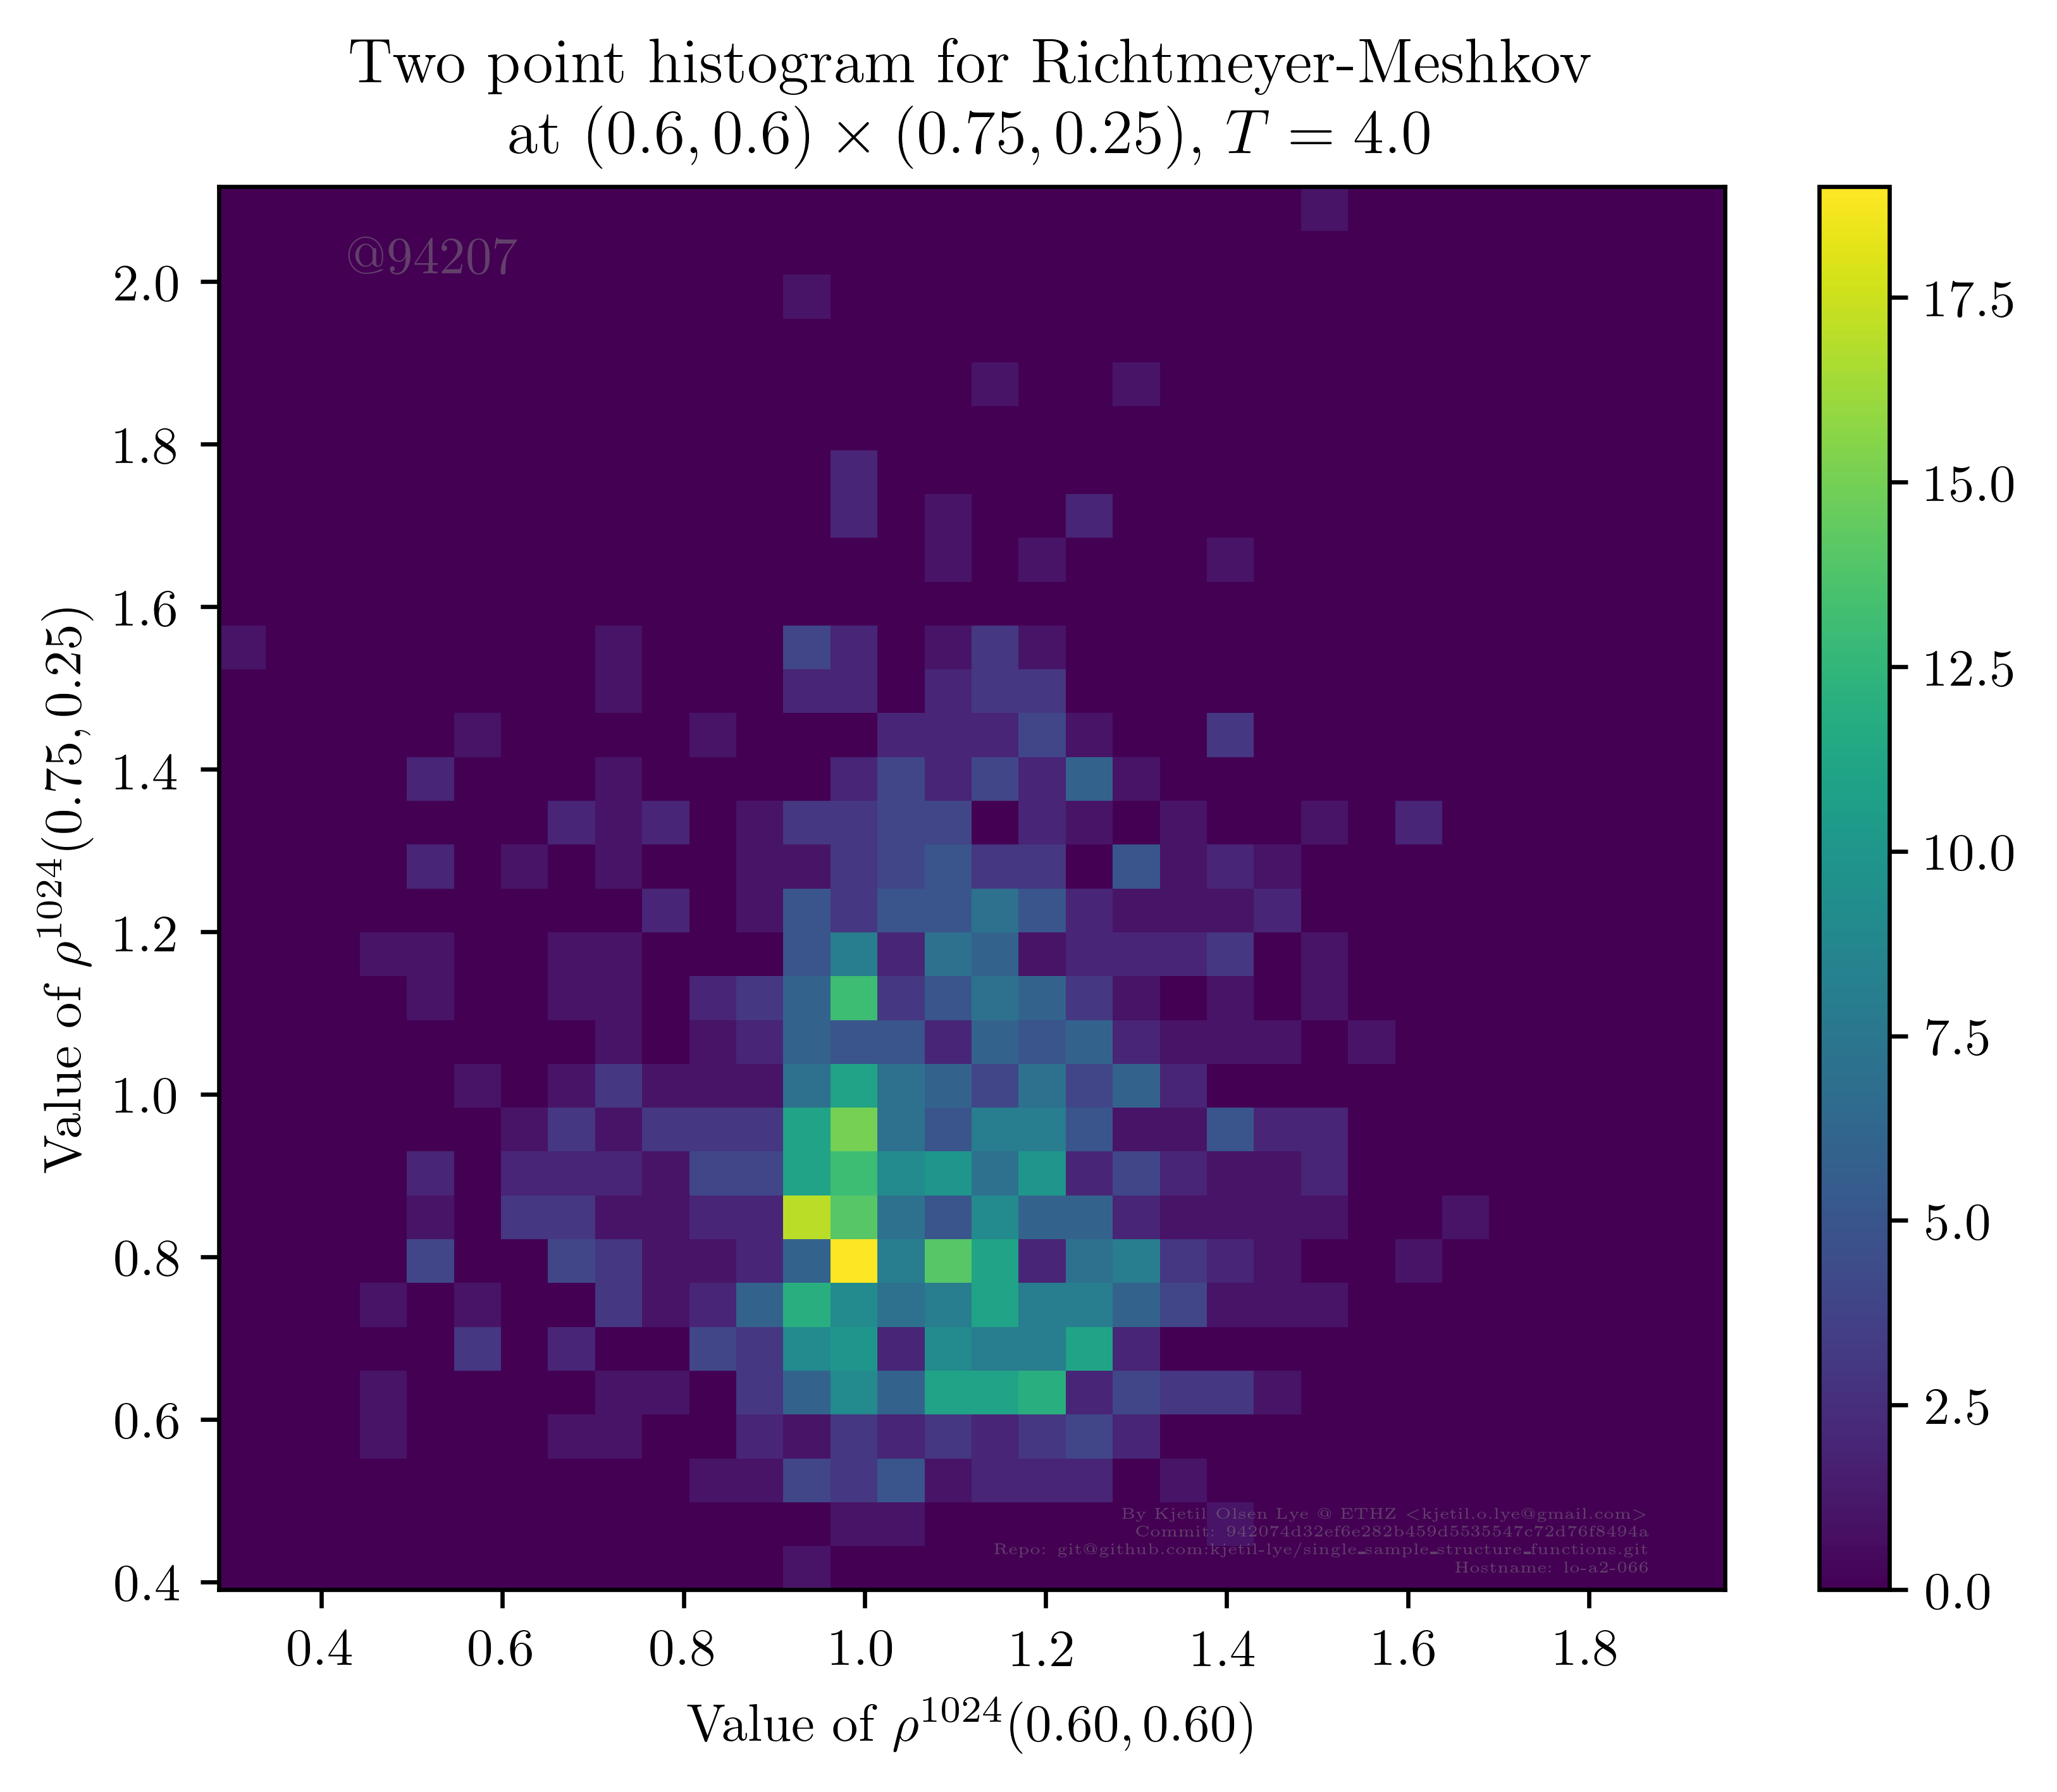 Two point histogram for Richtmeyer-Meshkov
at (0.6, 0.6) × (0.75, 0.25), T = 4.0
@94207
2.0
1.8
1.6
1.4
1.2
1.0
0.8
0.6
0.4
Value of ρ^1024(0.75, 0.25)
0.4 0.6 0.8 1.0 1.2 1.4 1.6 1.8
Value of ρ^1024(0.60, 0.60)
17.5
15.0
12.5
10.0
7.5
5.0
2.5
0.0
By Kjetil Olsen Lye @ ETHZ <kjetil.o.lye@gmail.com>
Commit: 942074d32ef6e282b459d5535547c72d76f8494a
Repo: git@github.com:kjetil-lye/single_sample_structure_functions.git
Hostname: lo-a2-066